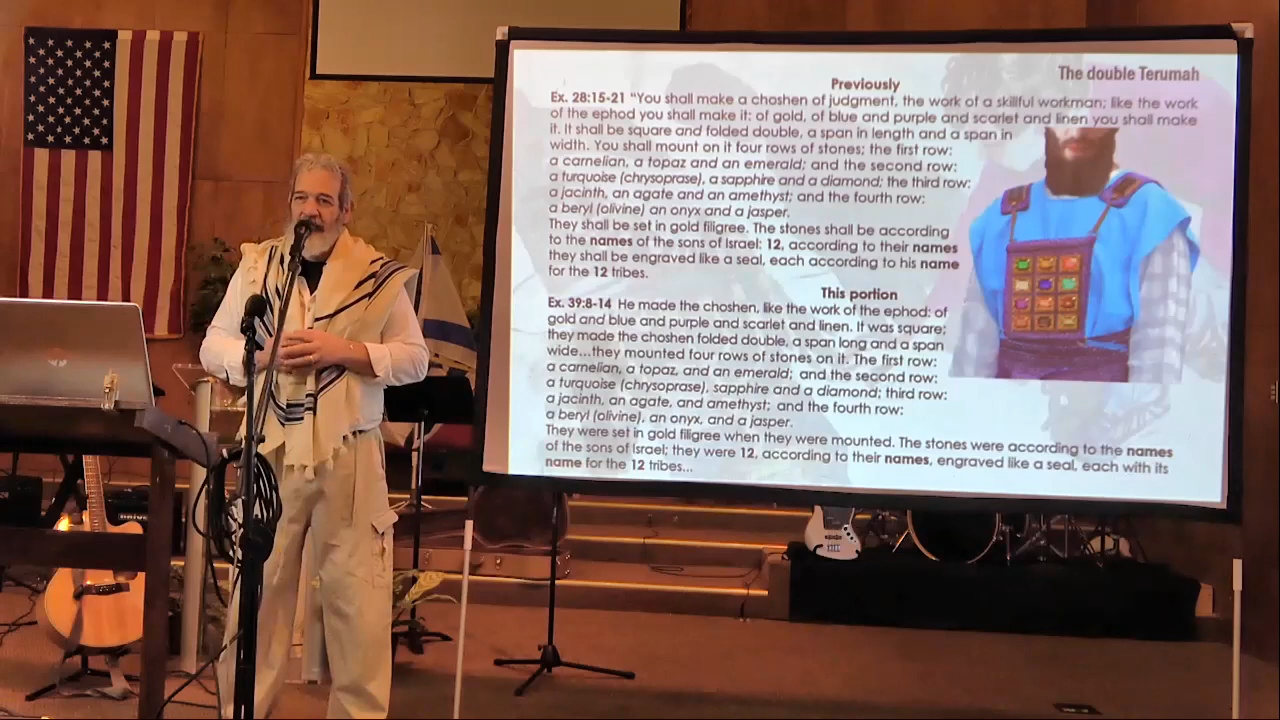 The double Terumah
Previously
Ex. 28:15-21 “You shall make a choshen of judgment, the work of a skillful workman; like the work
of the ephod you shall make it: of gold, of blue and purple and scarlet and linen you shall make
it. It shall be square and folded double, a span in length and a span in
width. You shall mount on it four rows of stones; the first row:
a carnelian, a topaz and an emerald; and the second row:
a turquoise (chrysoprase), a sapphire and a diamond; the third row:
a jacinth, an agate and an amethyst; and the fourth row:
a beryl (olivine) an onyx and a jasper.
They shall be set in gold filigree. The stones shall be according
to the names of the sons of Israel: 12, according to their names
they shall be engraved like a seal, each according to his name
for the 12 tribes.
This portion
Ex. 39:8-14 He made the choshen, like the work of the ephod: of
gold and blue and purple and scarlet and linen. It was square;
they made the choshen folded double, a span long and a span
wide...they mounted four rows of stones on it. The first row:
a carnelian, a topaz, and an emerald; and the second row:
a turquoise (chrysoprase), sapphire and a diamond; third row:
a jacinth, an agate, and amethyst; and the fourth row:
a beryl (olivine), an onyx, and a jasper.
They were set in gold filigree when they were mounted. The stones were according to the names
of the sons of Israel; they were 12, according to their names, engraved like a seal, each with its
name for the 12 tribes...